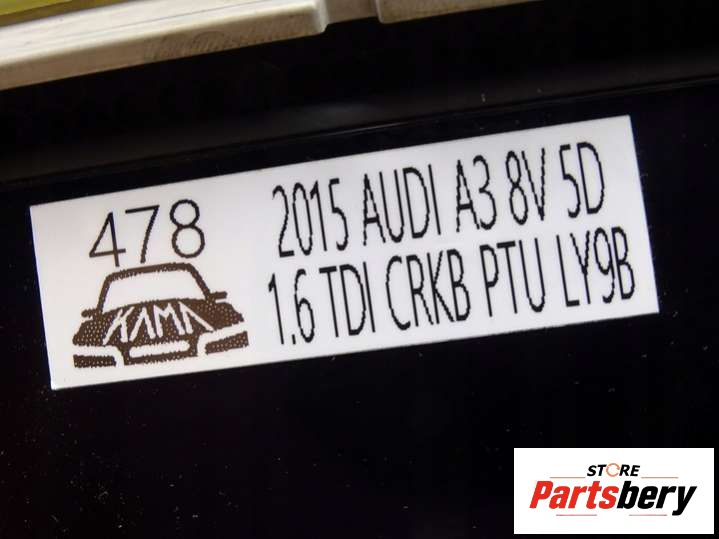 478
KAMA
2015 AUDI A3 8V 5D
1.6 TDI CRKB PTU LY9B
STORE
Partsbery